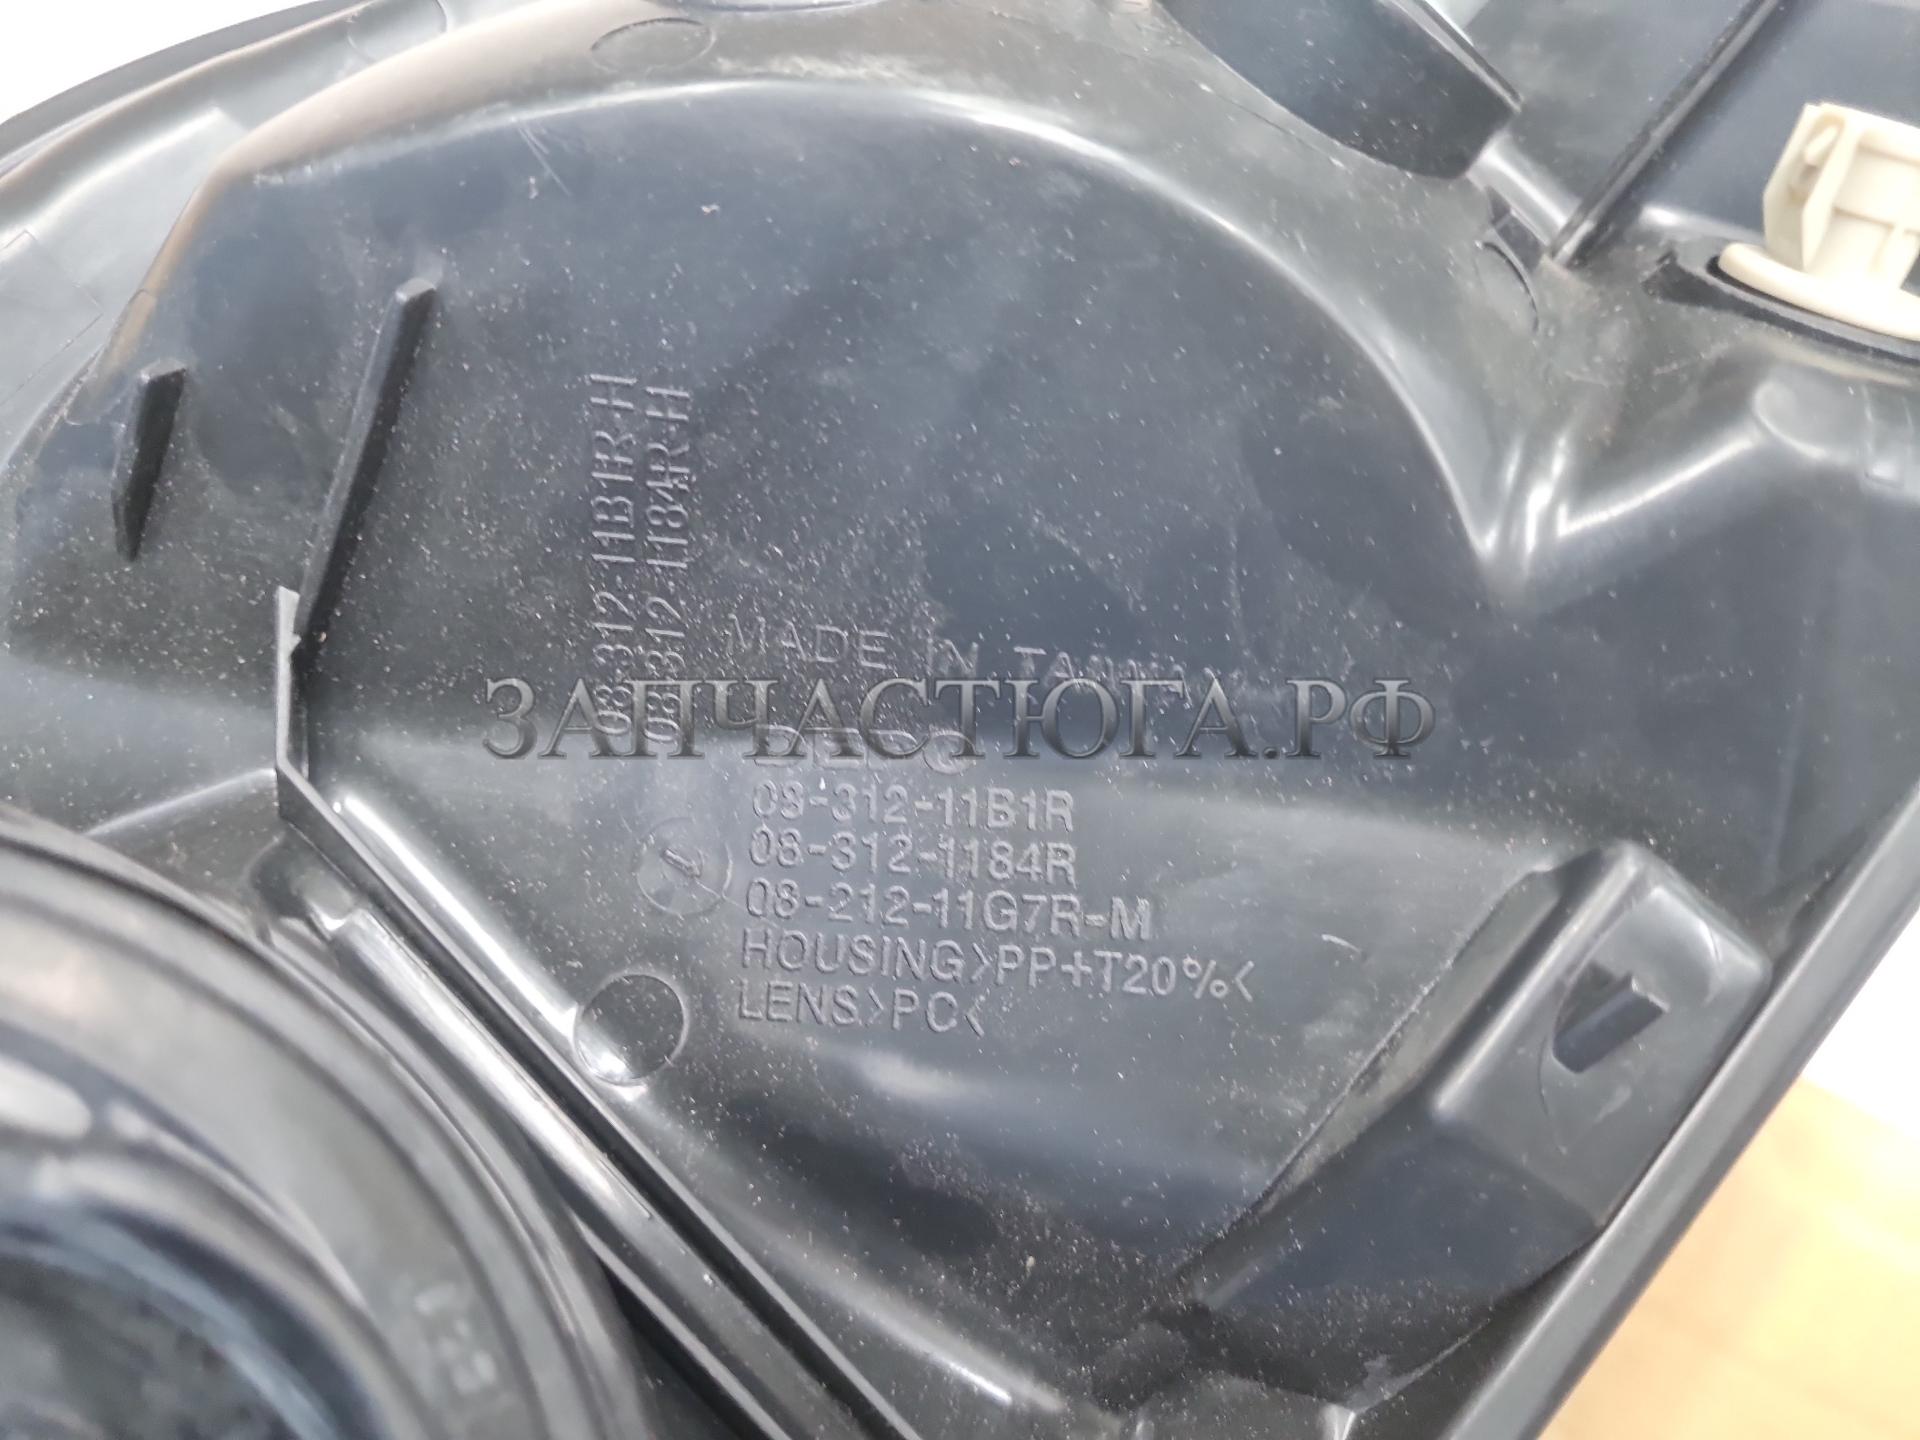 08-312-11B1R-H
08-312-1184R-H
MADE IN TAIWAN
ЗАПЧАСТЮГА.РФ
DEPO
08-312-11B1R
08-312-1184R
08-212-11G7R-M
HOUSING>PP+T20%<
LENS>PC<